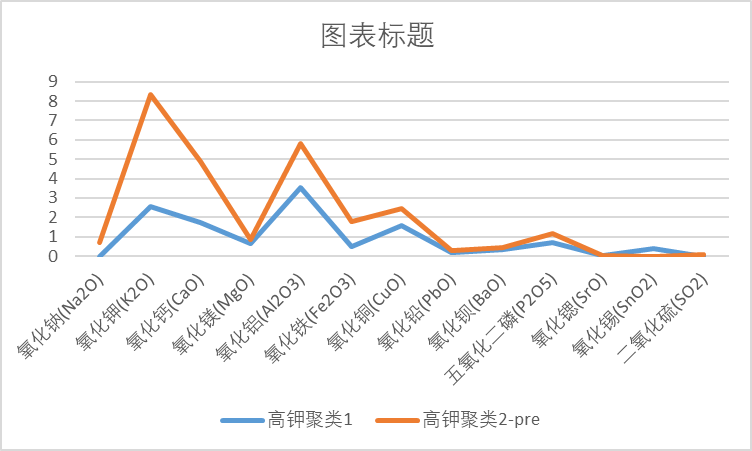 图表标题
9
8
7
6
5
4
3
2
1
0
氧化钠(Na2O)
氧化钾(K2O)
氧化钙(CaO)
氧化镁(MgO)
氧化铝(Al2O3)
氧化铁(Fe2O3)
氧化铜(CuO)
氧化铅(PbO)
氧化钡(BaO)
五氧化二磷(P2O5)
氧化锶(SrO)
氧化锡(SnO2)
二氧化硫(SO2)
高钾聚类1
高钾聚类2-pre